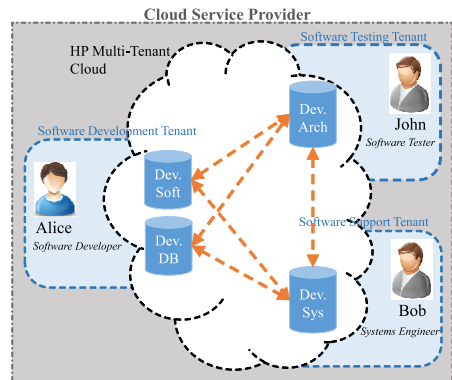 Cloud Service Provider
HP Multi-Tenant
Cloud
Software Testing Tenant
John
Software Tester
Dev.
Arch
Software Development Tenant
Alice
Software Developer
Dev.
Soft
Dev.
DB
Software Support Tenant
Dev.
Sys
Bob
Systems Engineer